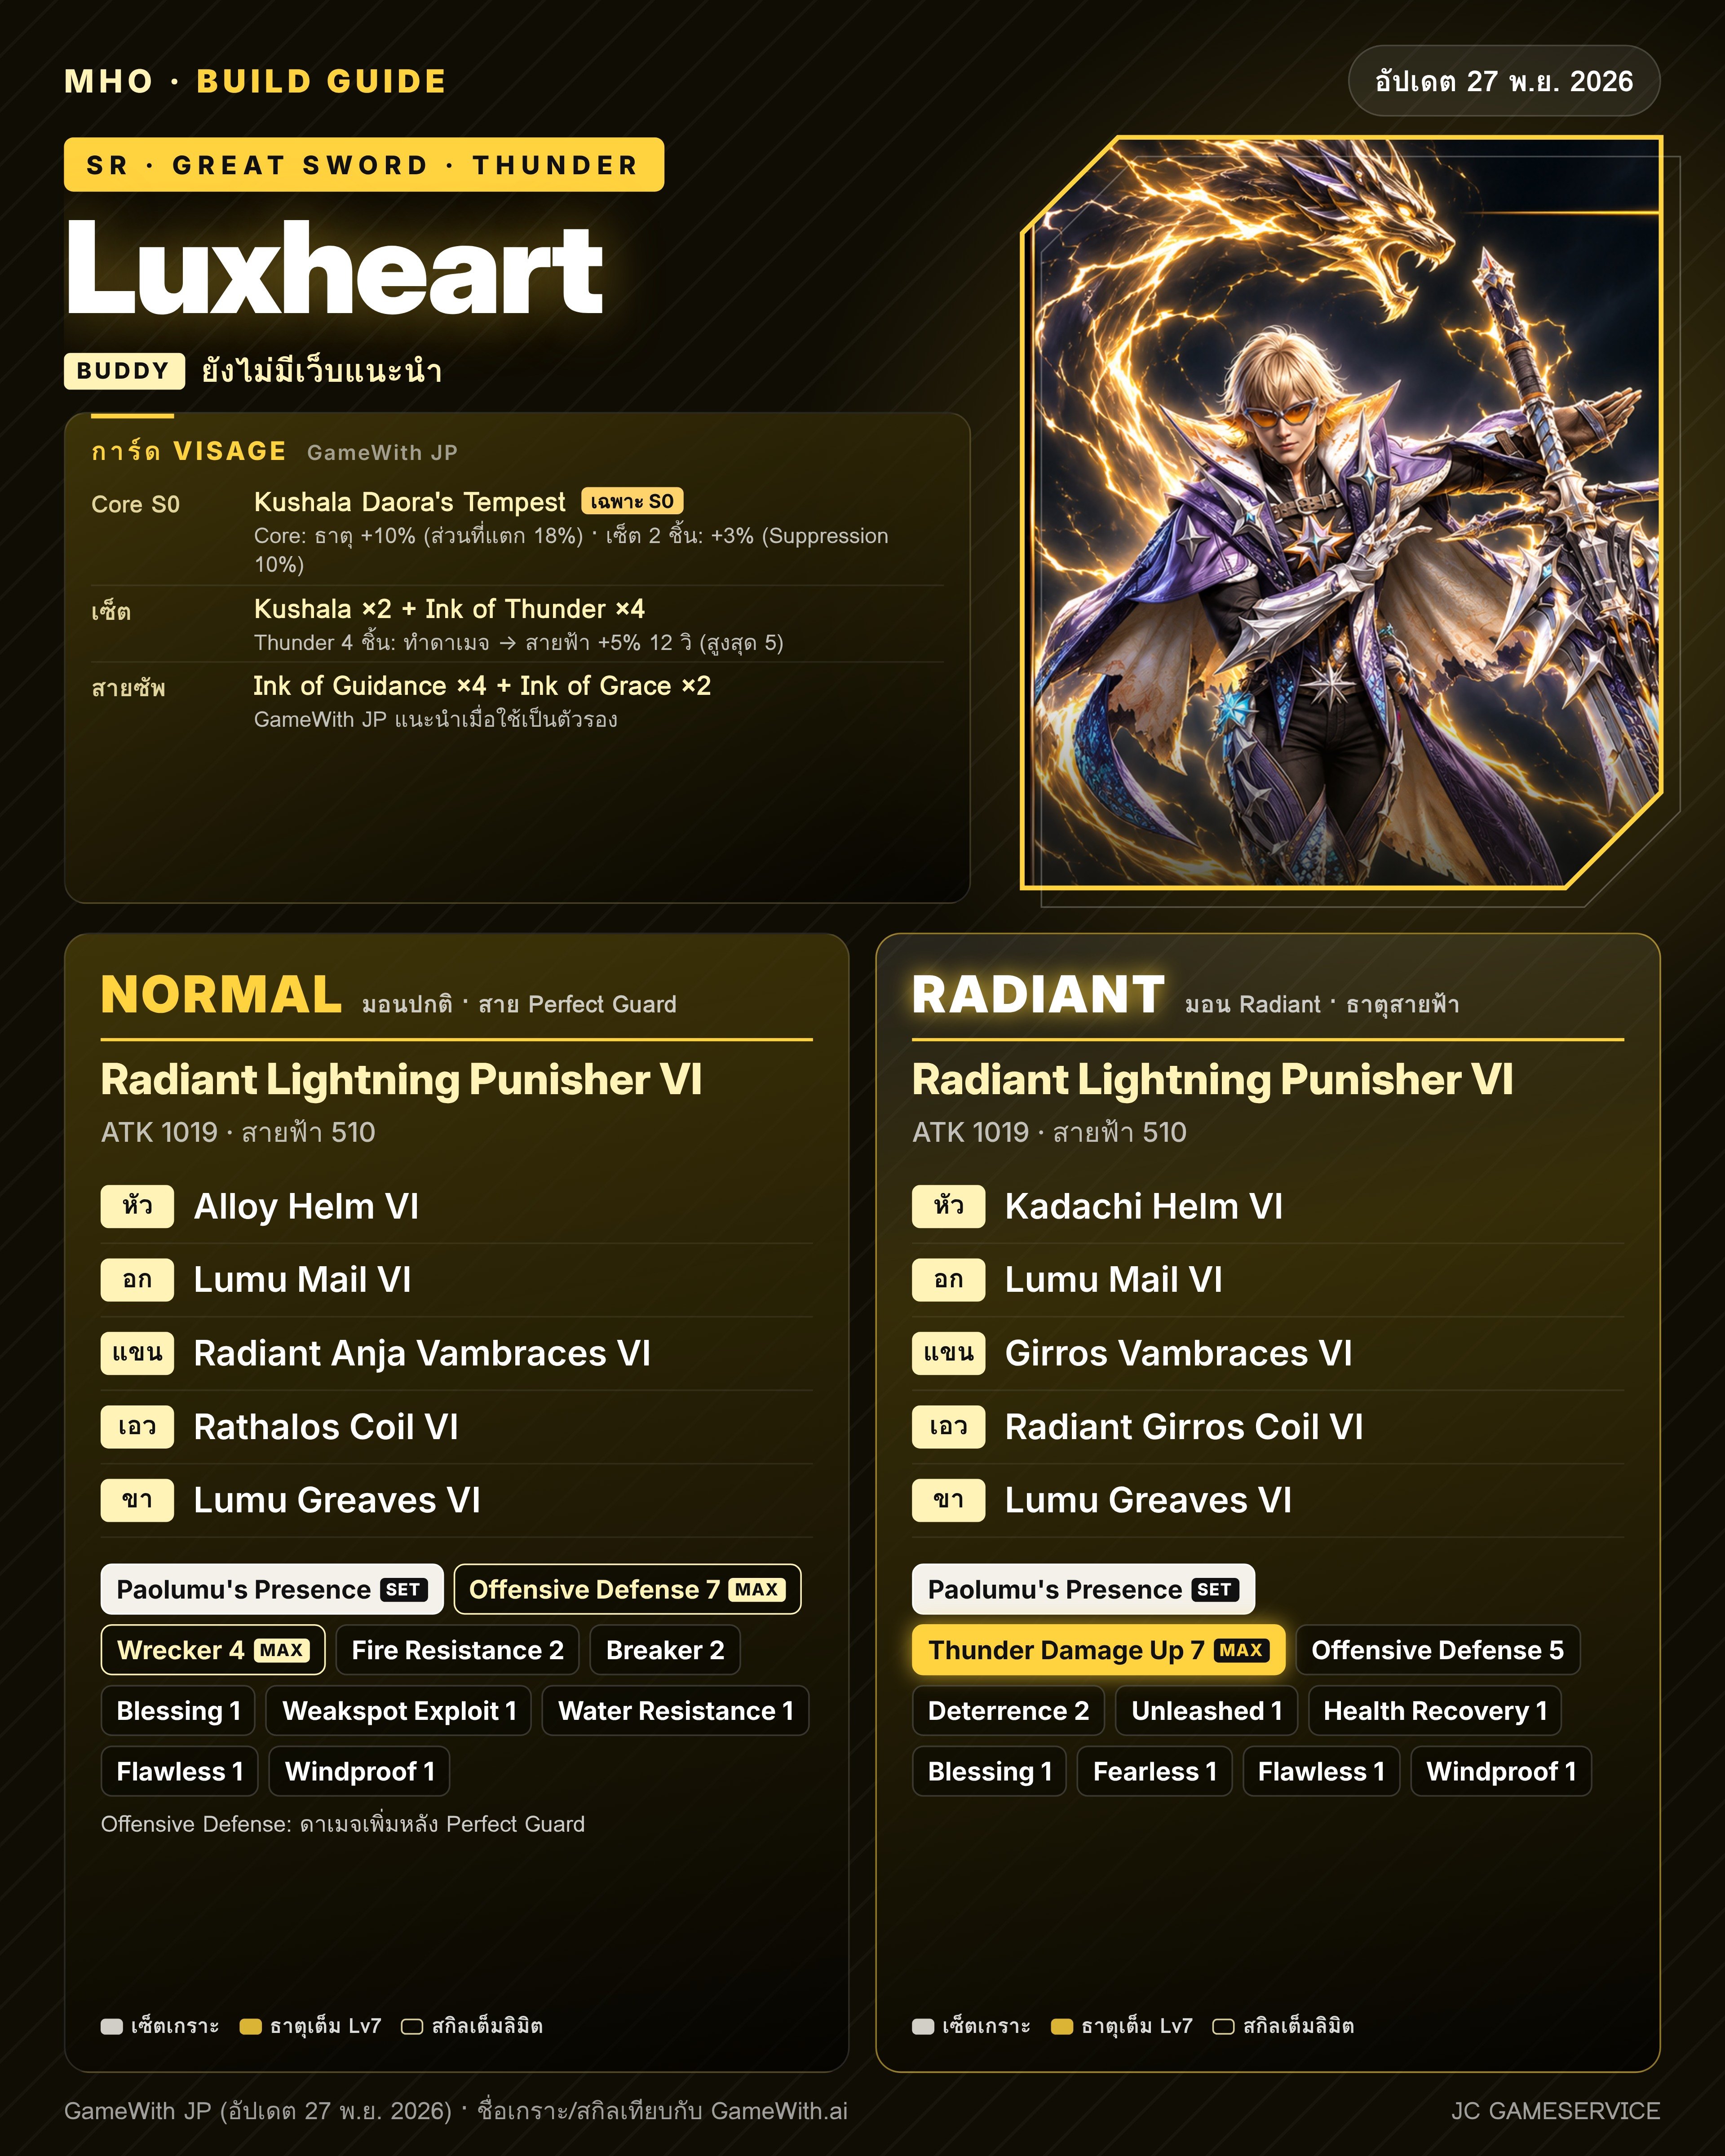 MHO · BUILD GUIDE
อัปเดต 27 พ.ย. 2026
SR · GREAT SWORD · THUNDER
Luxheart
BUDDY ยังไม่มีเว็บแนะนำ
การ์ด VISAGE GameWith JP
Core S0 Kushala Daora's Tempest เฉพาะ S0
Core: ธาตุ +10% (ส่วนที่แตก 18%) · เซ็ต 2 ชิ้น: +3% (Suppression
10%)
เซ็ต Kushala ×2 + Ink of Thunder ×4
Thunder 4 ชิ้น: ทำดาเมจ → สายฟ้า +5% 12 วิ (สูงสุด 5)
สายซัพ Ink of Guidance ×4 + Ink of Grace ×2
GameWith JP แนะนำเมื่อใช้เป็นตัวรอง
NORMAL มอนปกติ · สาย Perfect Guard
Radiant Lightning Punisher VI
ATK 1019 · สายฟ้า 510
หัว Alloy Helm VI
อก Lumu Mail VI
แขน Radiant Anja Vambraces VI
เอว Rathalos Coil VI
ขา Lumu Greaves VI
Paolumu's Presence SET Offensive Defense 7 MAX
Wrecker 4 MAX Fire Resistance 2 Breaker 2
Blessing 1 Weakspot Exploit 1 Water Resistance 1
Flawless 1 Windproof 1
Offensive Defense: ดาเมจเพิ่มหลัง Perfect Guard
เซ็ตเกราะ ธาตุเต็ม Lv7 สกิลเต็มลิมิต
RADIANT มอน Radiant · ธาตุสายฟ้า
Radiant Lightning Punisher VI
ATK 1019 · สายฟ้า 510
หัว Kadachi Helm VI
อก Lumu Mail VI
แขน Girros Vambraces VI
เอว Radiant Girros Coil VI
ขา Lumu Greaves VI
Paolumu's Presence SET
Thunder Damage Up 7 MAX Offensive Defense 5
Deterrence 2 Unleashed 1 Health Recovery 1
Blessing 1 Fearless 1 Flawless 1 Windproof 1
เซ็ตเกราะ ธาตุเต็ม Lv7 สกิลเต็มลิมิต
GameWith JP (อัปเดต 27 พ.ย. 2026) · ชื่อเกราะ/สกิลเทียบกับ GameWith.ai
JC GAMESERVICE